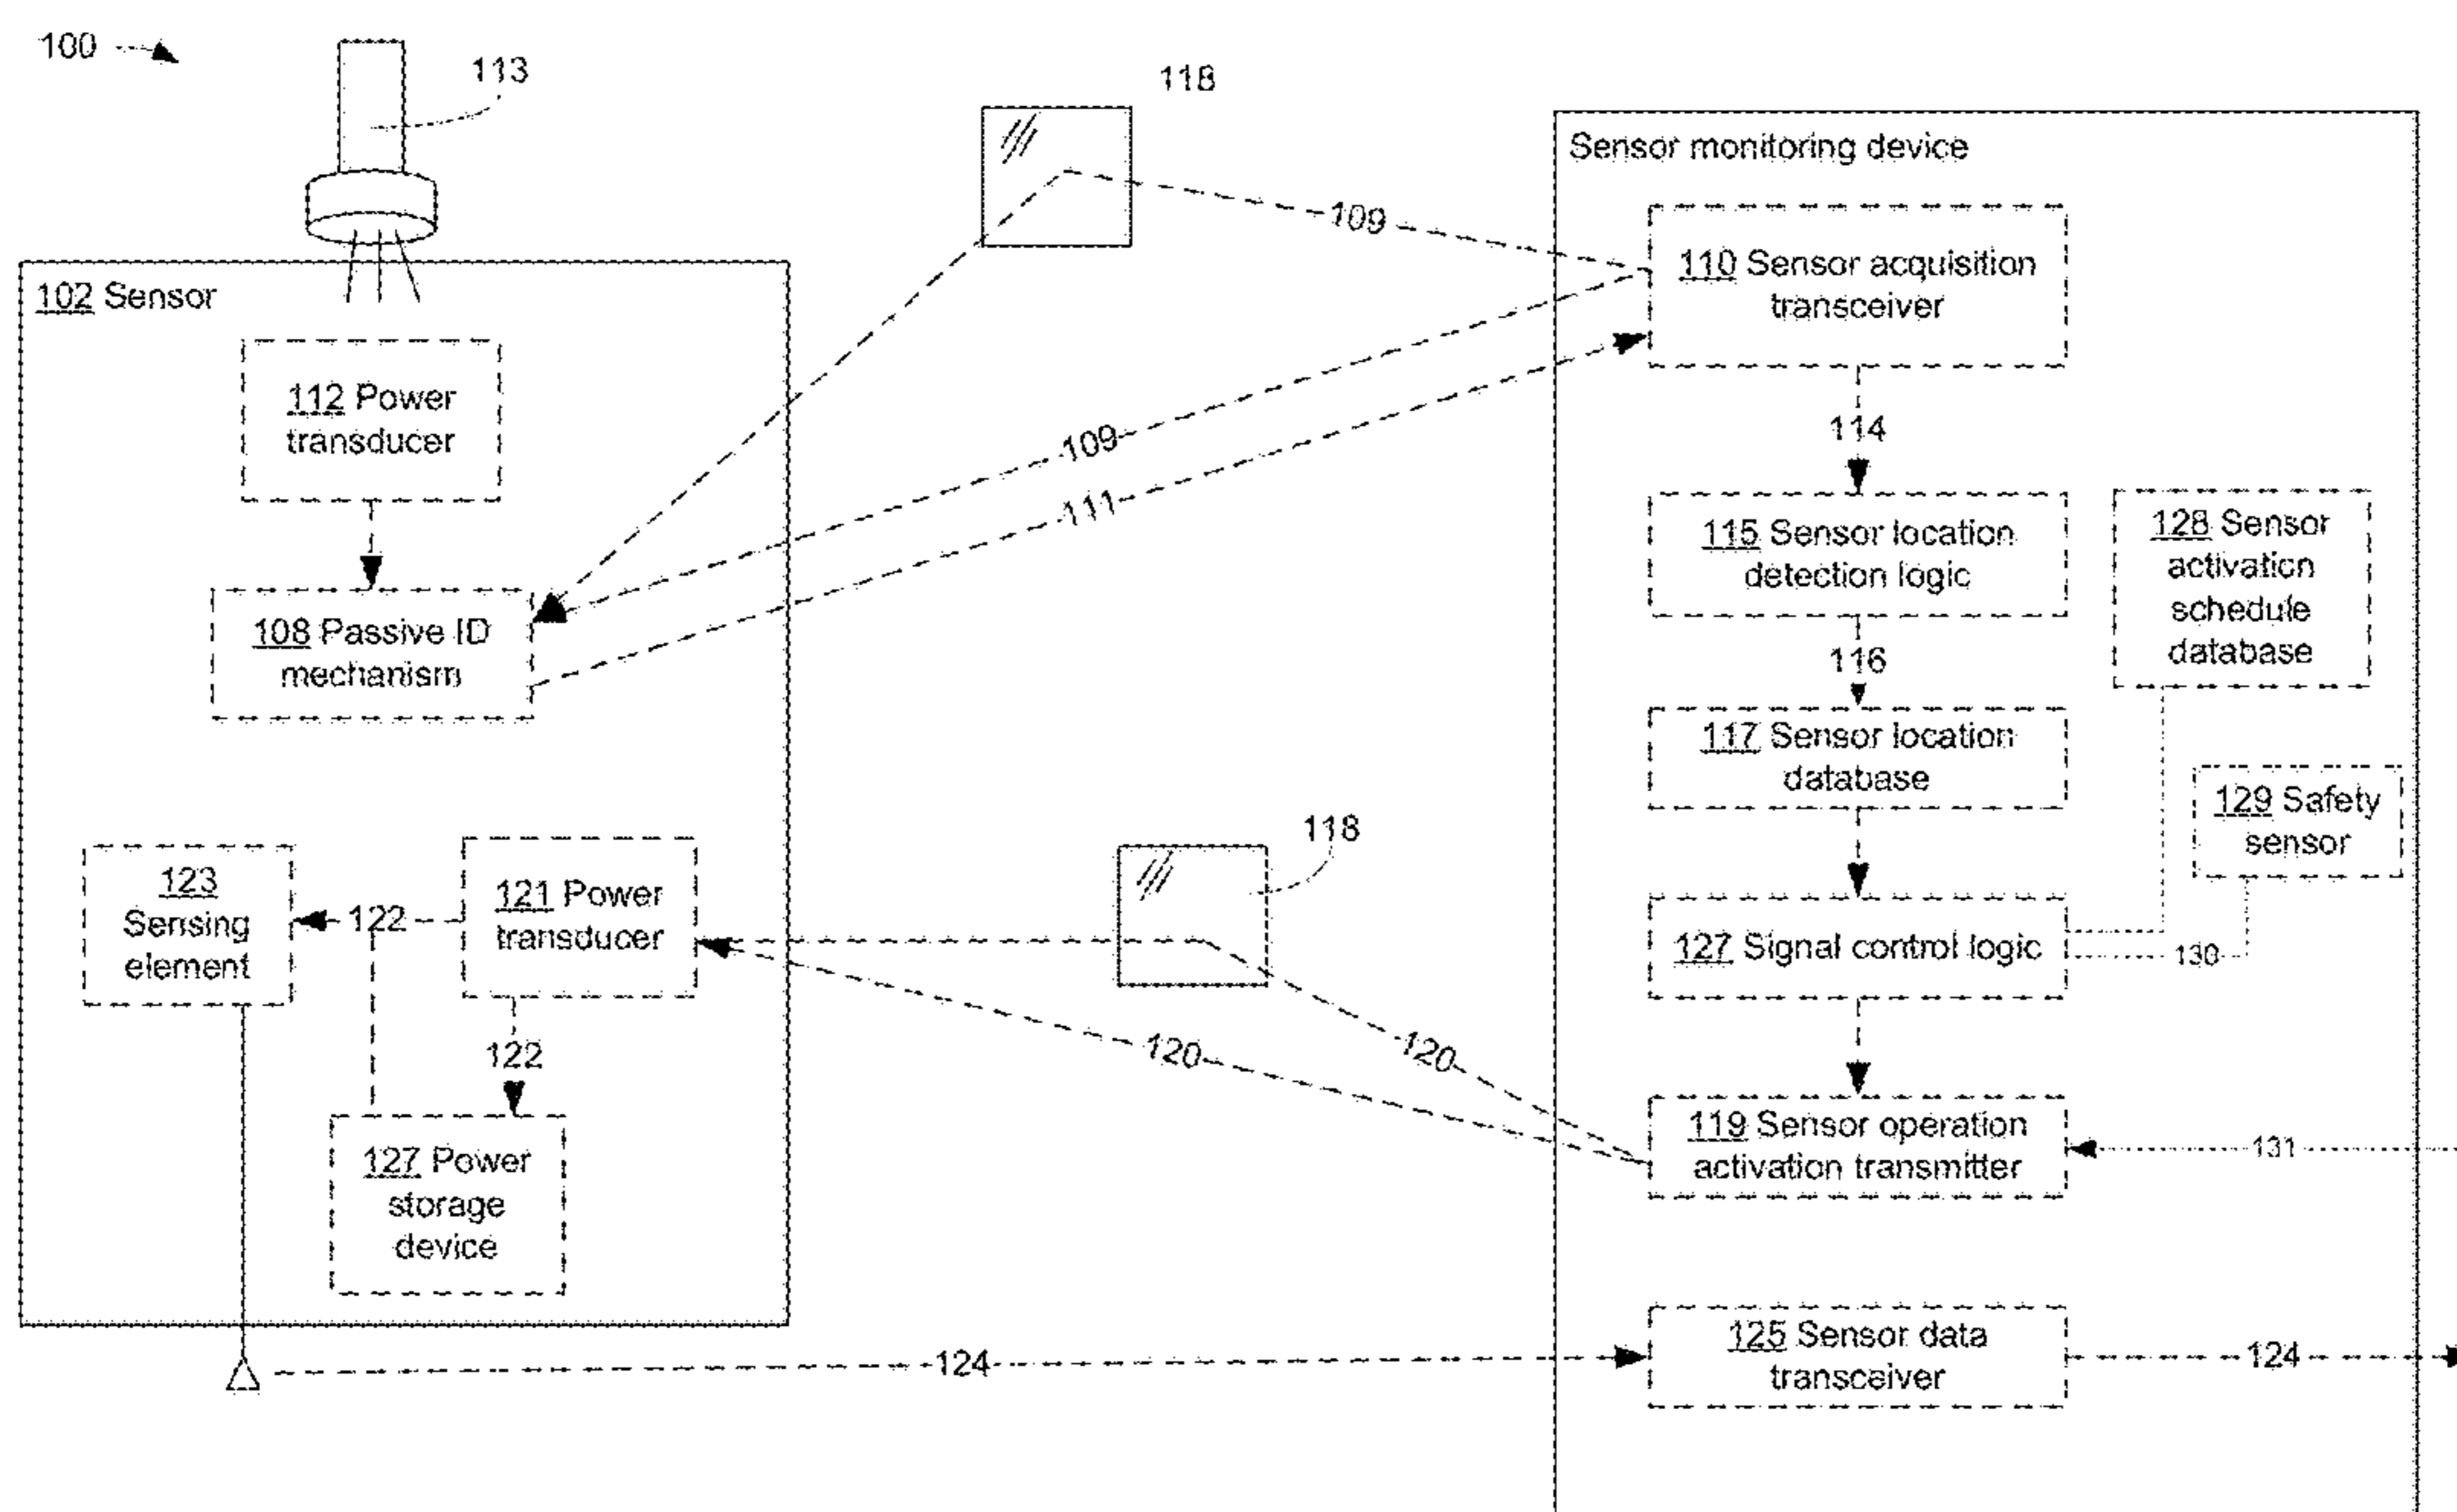 100
113
118
Sensor monitoring device
109
110 Sensor acquisition
transceiver
102 Sensor
112 Power
transducer
109
111
114
115 Sensor location
detection logic
128 Sensor
activation
schedule
database
108 Passive ID
mechanism
116
117 Sensor location
database
129 Safety
sensor
118
123
Sensing
element
122
121 Power
transducer
127 Signal control logic
130
122
120
120
119 Sensor operation
activation transmitter
131
127 Power
storage
device
124
125 Sensor data
transceiver
124